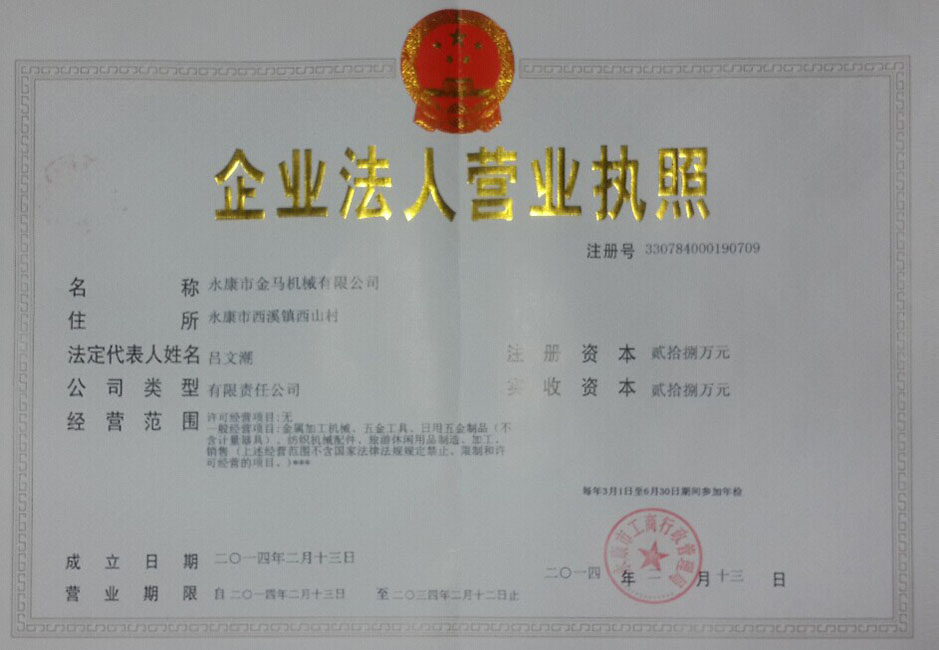 企业法人营业执照
注册号 330784000190709
名称 永康市金马机械有限公司
住所 永康市西溪镇西山村
法定代表人姓名 吕文潮 注册资本 贰拾捌万元
公司类型 有限责任公司 实收资本 贰拾捌万元
经营范围 许可经营项目:无
一般经营项目:金属加工机械、五金工具、日用五金制品（不
含计量器具）、纺织机械配件、旅游休闲用品制造、加工、
销售（上述经营范围不含国家法律法规规定禁止、限制和许
可经营的项目。)***
每年3月1日至6月30日期间参加年检
永康市工商行政管理局
成立日期 二〇一四年二月十三日
二〇一四 年 月 十三 日
营业期限 自 二〇一四年二月十三日 至 二〇三四年二月十二日止